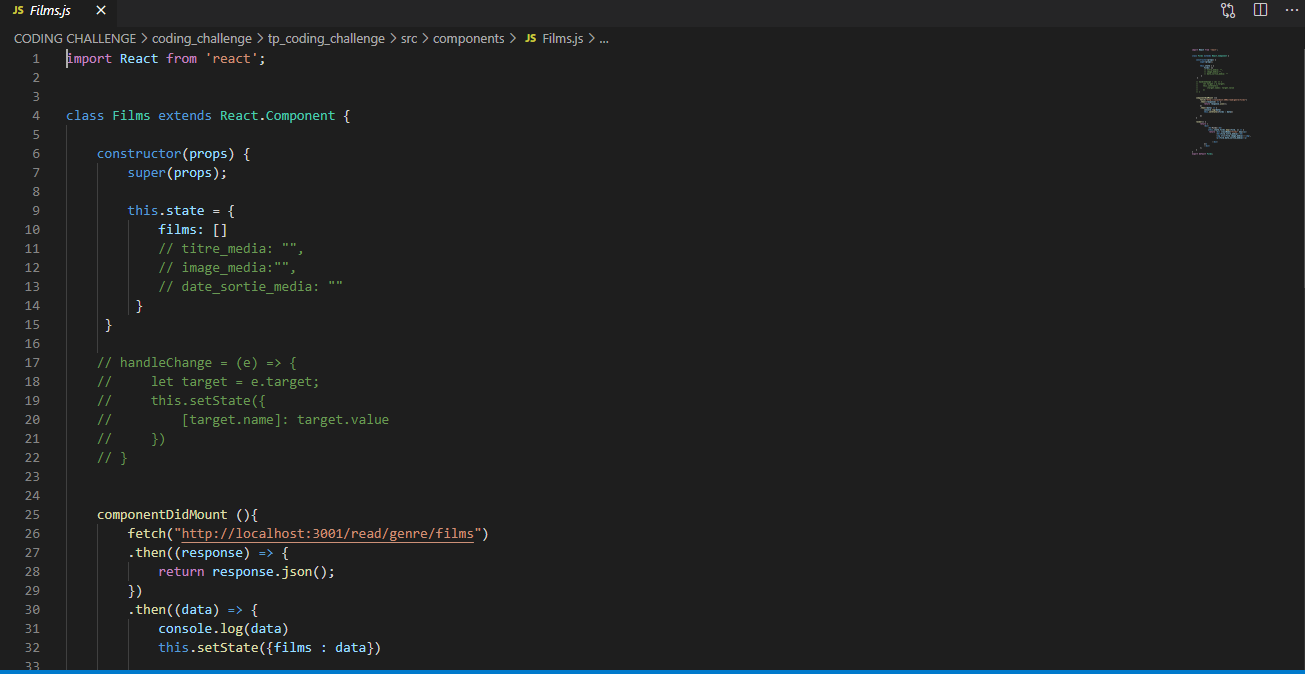 JS Films.js ×
CODING CHALLENGE > coding_challenge > tp_coding_challenge > src > components > JS Films.js > ...
1 import React from 'react';
2
3
4 class Films extends React.Component {
5
6 constructor(props) {
7 super(props);
8
9 this.state = {
10 films: []
11 // titre_media: "",
12 // image_media:"",
13 // date_sortie_media: ""
14 }
15 }
16
17 // handleChange = (e) => {
18 // let target = e.target;
19 // this.setState({
20 // [target.name]: target.value
21 // })
22 // }
23
24
25 componentDidMount (){
26 fetch("http://localhost:3001/read/genre/films")
27 .then((response) => {
28 return response.json();
29 })
30 .then((data) => {
31 console.log(data)
32 this.setState({films : data})
33